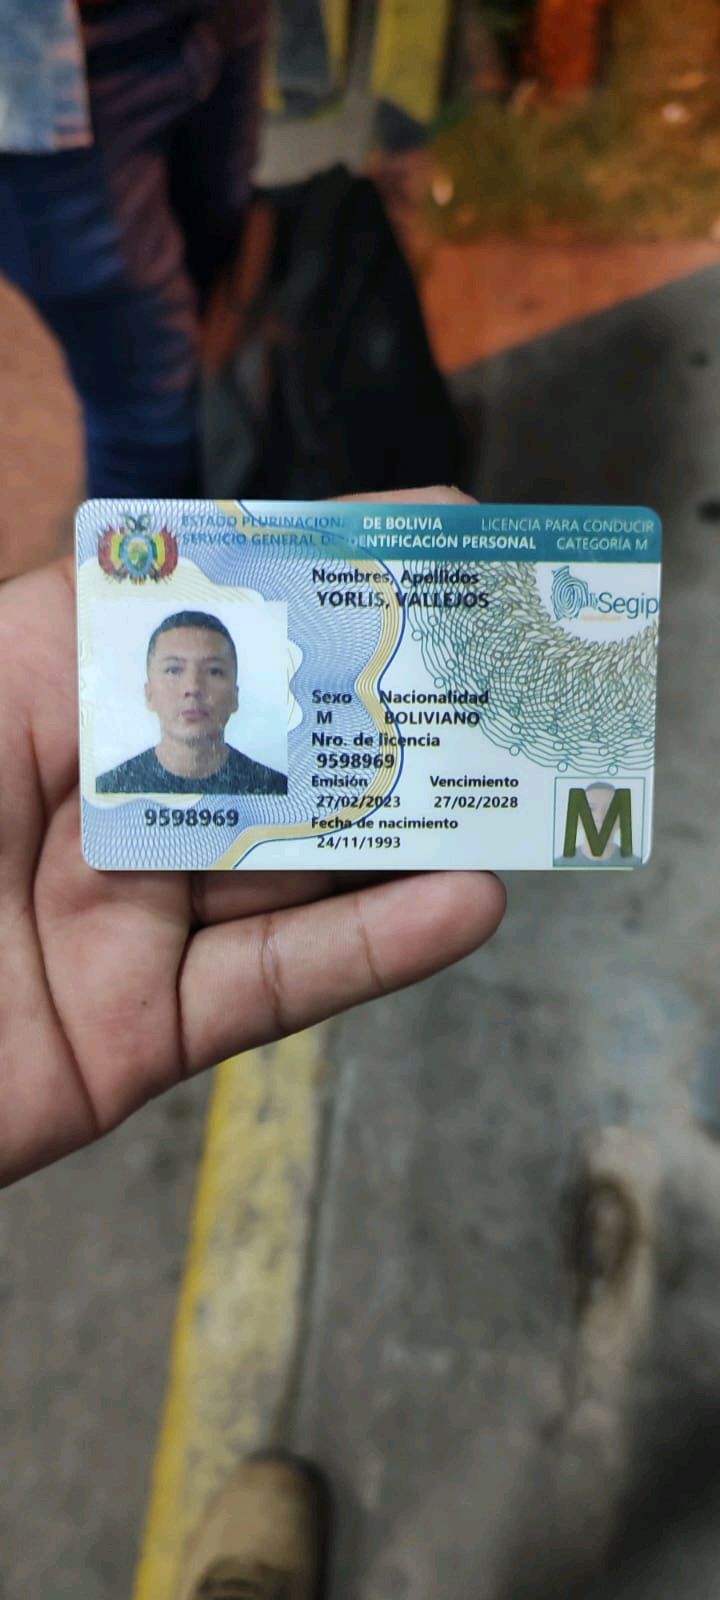 ESTADO PLURINACION DE BOLIVIA LICENCIA PARA CONDUCIR
SERVICIO GENERAL DE IDENTIFICACIÓN PERSONAL CATEGORIA M
Nombres, Apellidos
YORLIS, VALLEJOS
Segip
Sexo Nacionalidad
M BOLIVIANO
Nro. de licencia
9598969
Emisión Vencimiento
27/02/2023 27/02/2028
9598969
Fecha de nacimiento
24/11/1993
M